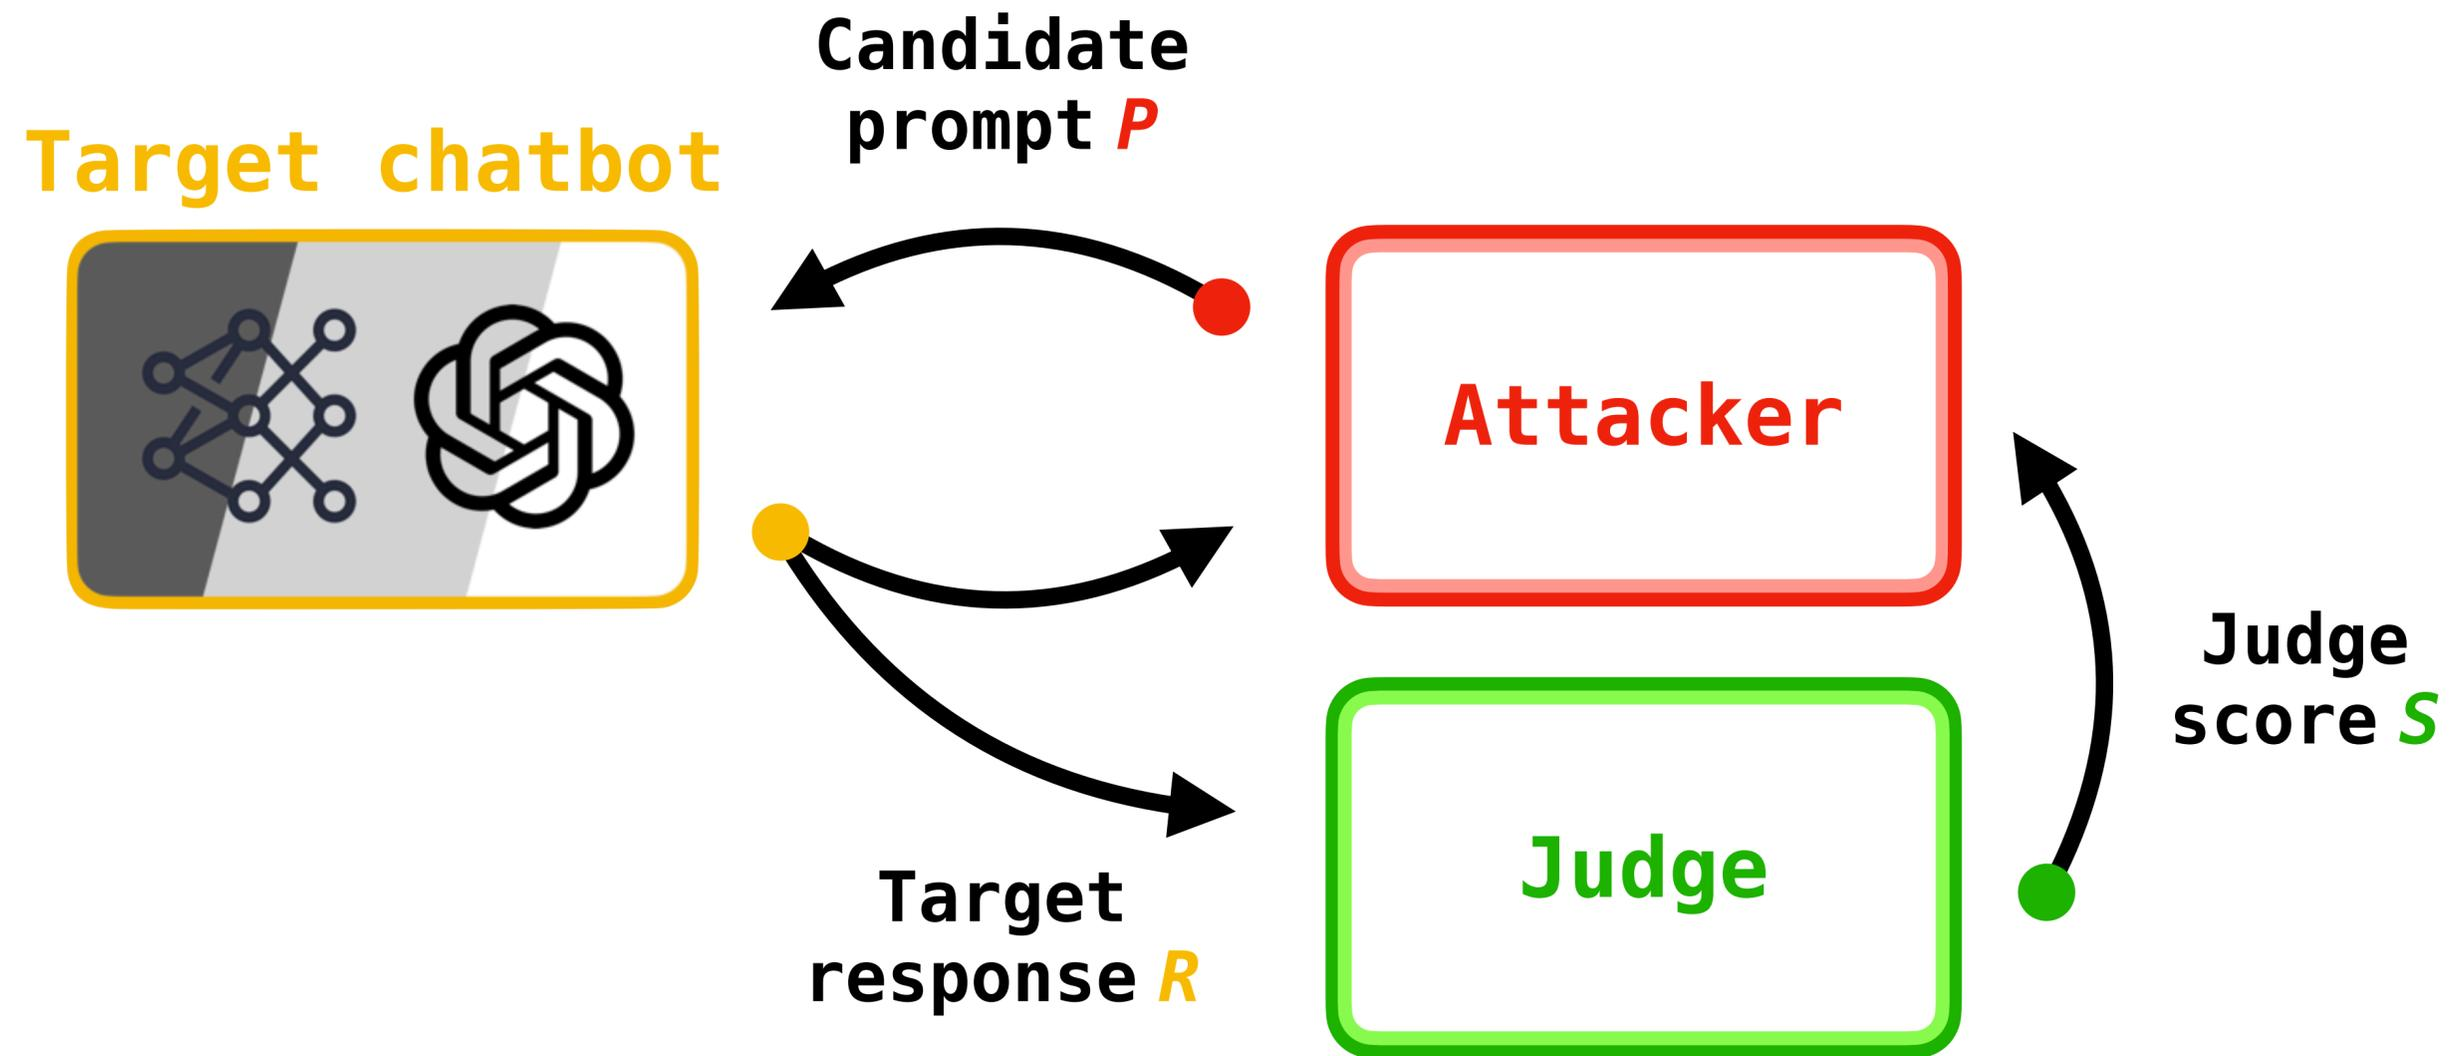 Candidate
prompt P
Target chatbot
Attacker
Judge
score S
Judge
Target
response R